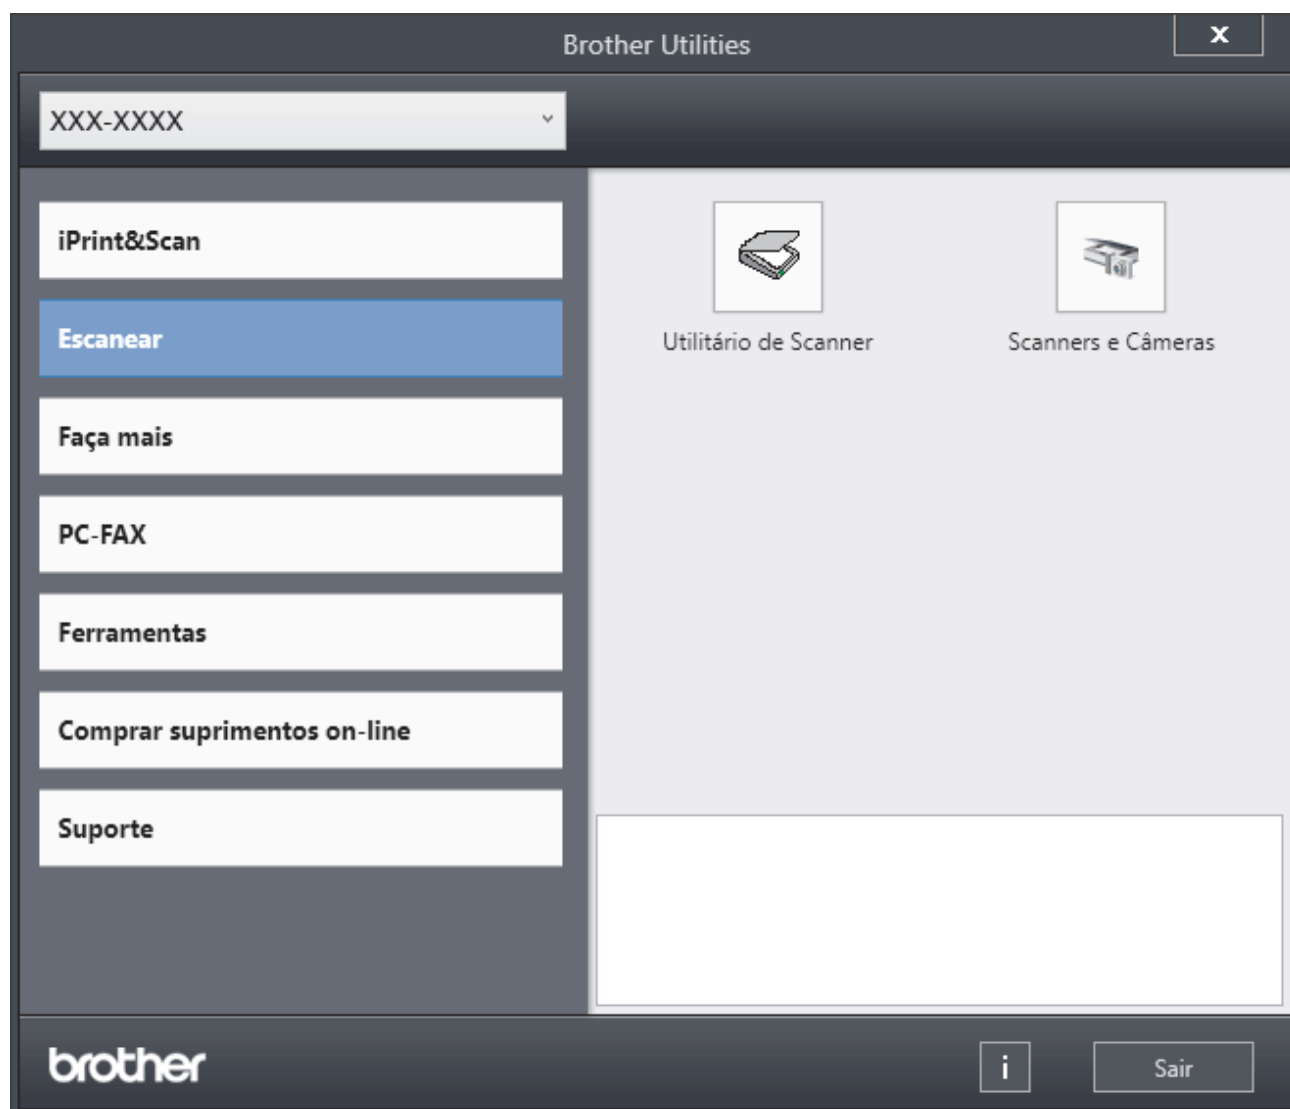 Brother Utilities
x
XXX-XXXX
iPrint&Scan
Escanear
Faça mais
PC-FAX
Ferramentas
Comprar suprimentos on-line
Suporte
Utilitário de Scanner
Scanners e Câmeras
brother
i
Sair